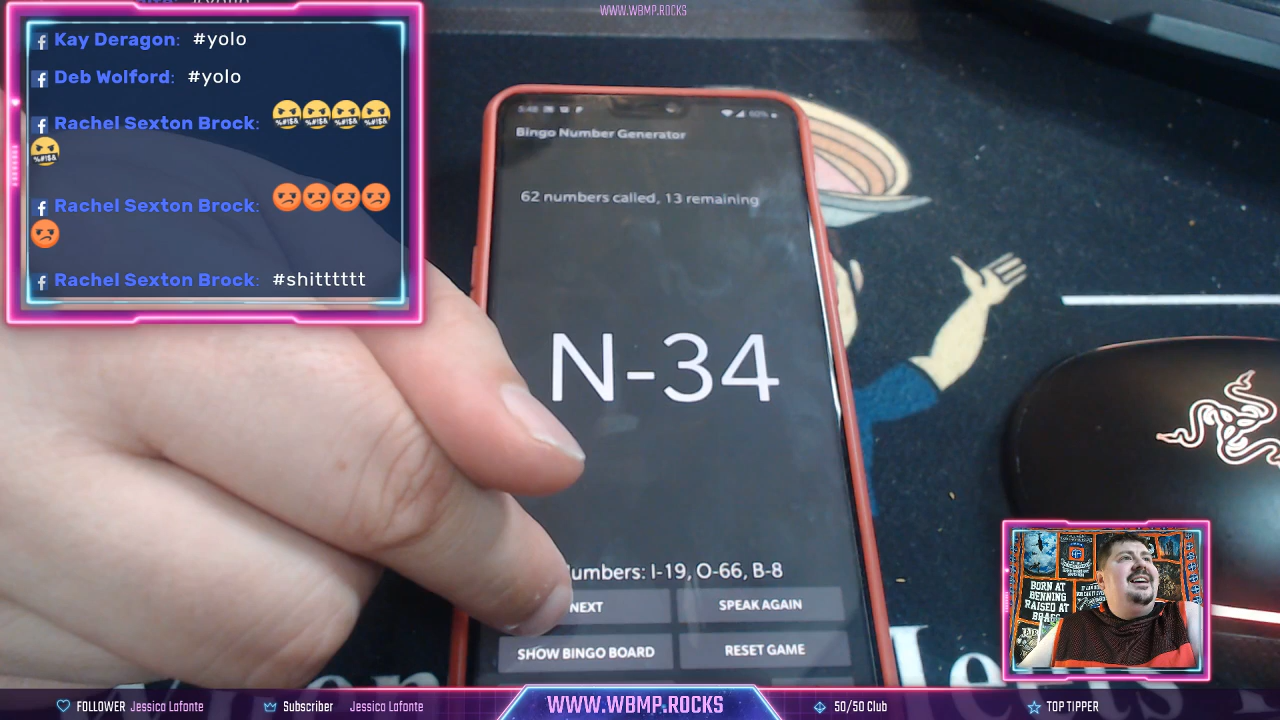 WWW.WBMP.ROCKS
Kay Deragon: #yolo
Deb Wolford: #yolo
Rachel Sexton Brock: 🤬🤬🤬🤬
🤬
Rachel Sexton Brock: 😡😡😡😡
😡
Rachel Sexton Brock: #shitttttt
Bingo Number Generator
62 numbers called, 13 remaining
N-34
umbers: I-19, O-66, B-8
NEXT
SPEAK AGAIN
SHOW BINGO BOARD
RESET GAME
BORN AT
BENNING
RAISED AT
BRAGG
FOLLOWER Jessica Lafonte
Subscriber Jessica Lafonte
WWW.WBMP.ROCKS
50/50 Club
TOP TIPPER